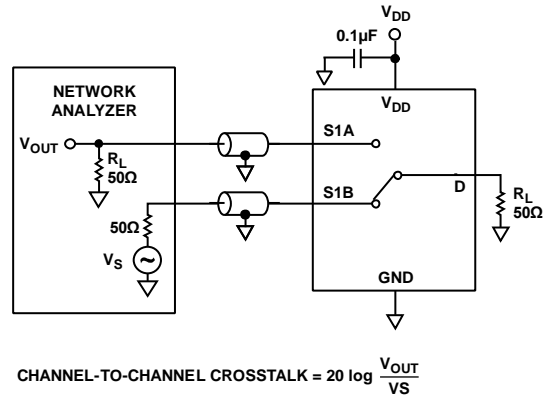 V_DD
0.1µF
NETWORK
ANALYZER
V_DD
V_OUT
S1A
R_L
50Ω
S1B
D
R_L
50Ω
50Ω
V_S
GND
CHANNEL-TO-CHANNEL CROSSTALK = 20 log V_OUT / VS